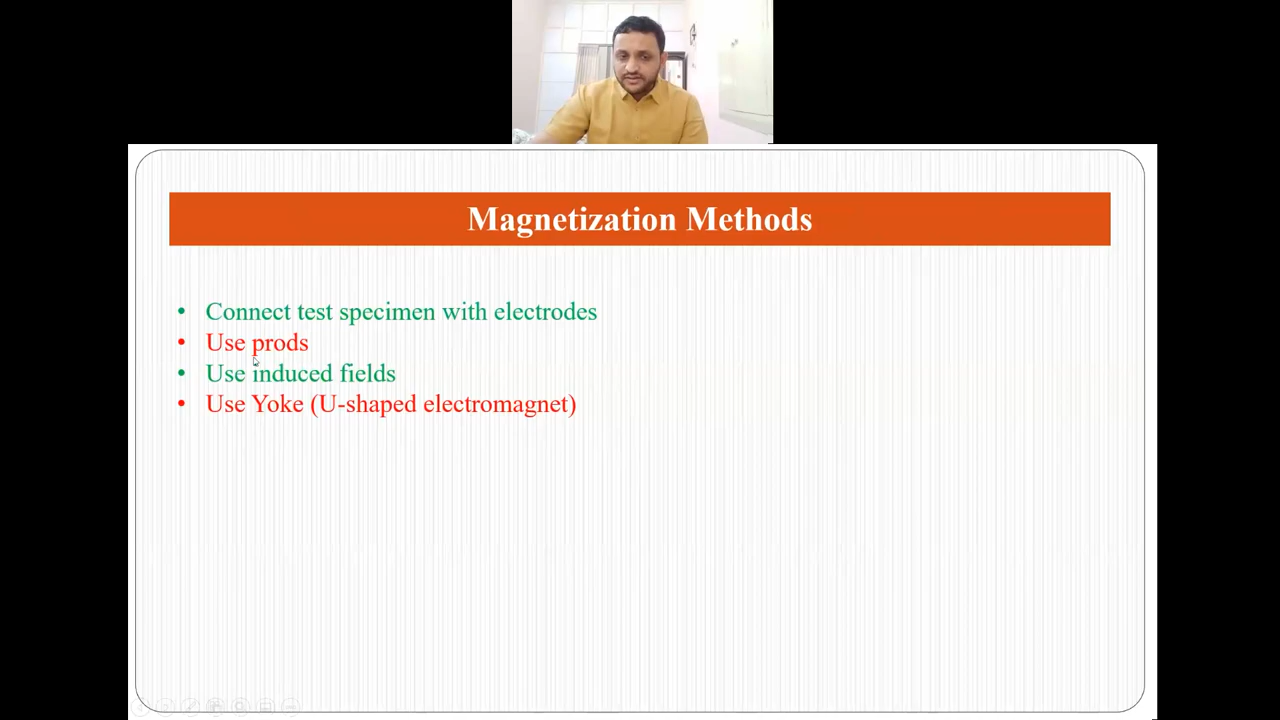 Magnetization Methods
• Connect test specimen with electrodes
• Use prods
• Use induced fields
• Use Yoke (U-shaped electromagnet)